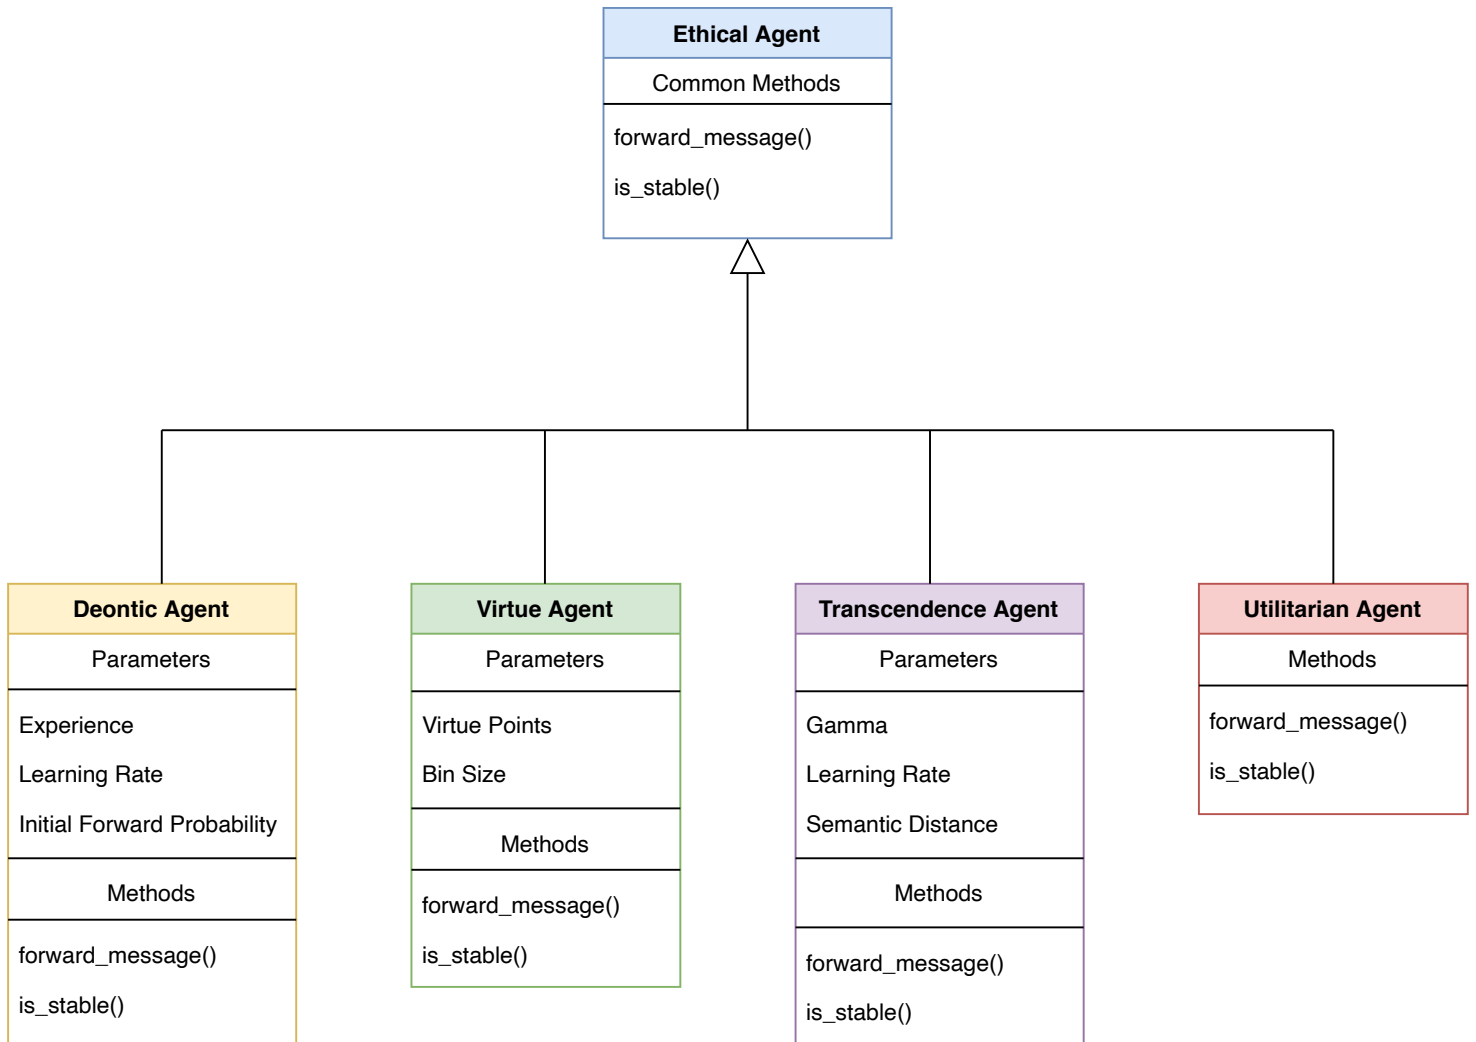 Ethical Agent
Common Methods
forward_message()
is_stable()
Deontic Agent
Parameters
Experience
Learning Rate
Initial Forward Probability
Methods
forward_message()
is_stable()
Virtue Agent
Parameters
Virtue Points
Bin Size
Methods
forward_message()
is_stable()
Transcendence Agent
Parameters
Gamma
Learning Rate
Semantic Distance
Methods
forward_message()
is_stable()
Utilitarian Agent
Methods
forward_message()
is_stable()